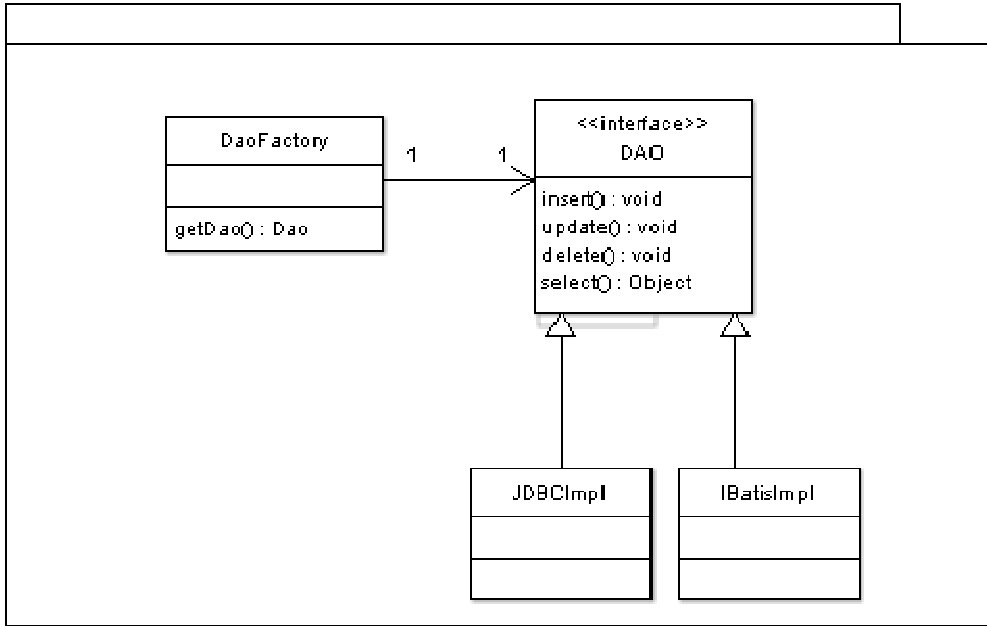 DaoFactory
getDao() : Dao
1
1
<<interface>>
DAO
insert() : void
update() : void
delete() : void
select() : Object
JDBCImpl
IBatisImpl